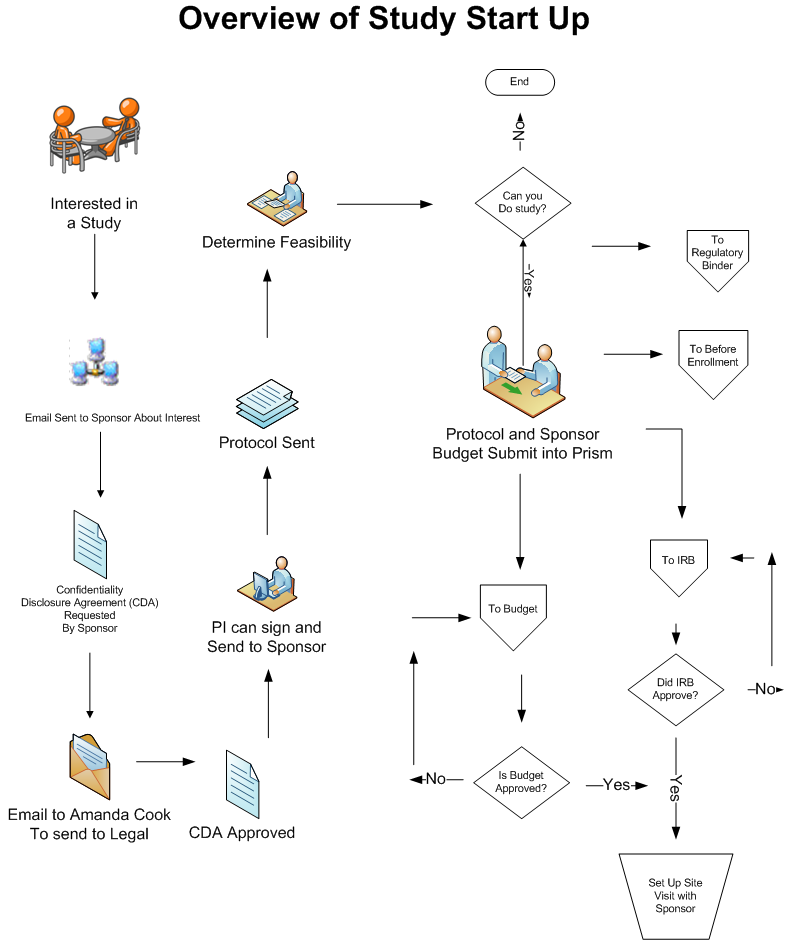 Overview of Study Start Up
Interested in
a Study
Email Sent to Sponsor About Interest
Confidentiality
Disclosure Agreement (CDA)
Requested
By Sponsor
Email to Amanda Cook
To send to Legal
CDA Approved
PI can sign and
Send to Sponsor
Protocol Sent
Determine Feasibility
Can you
Do study?
No
End
Yes
To
Regulatory
Binder
Protocol and Sponsor
Budget Submit into Prism
To Before
Enrollment
To Budget
Is Budget
Approved?
No
Yes
To IRB
Did IRB
Approve?
No
Yes
Set Up Site
Visit with
Sponsor